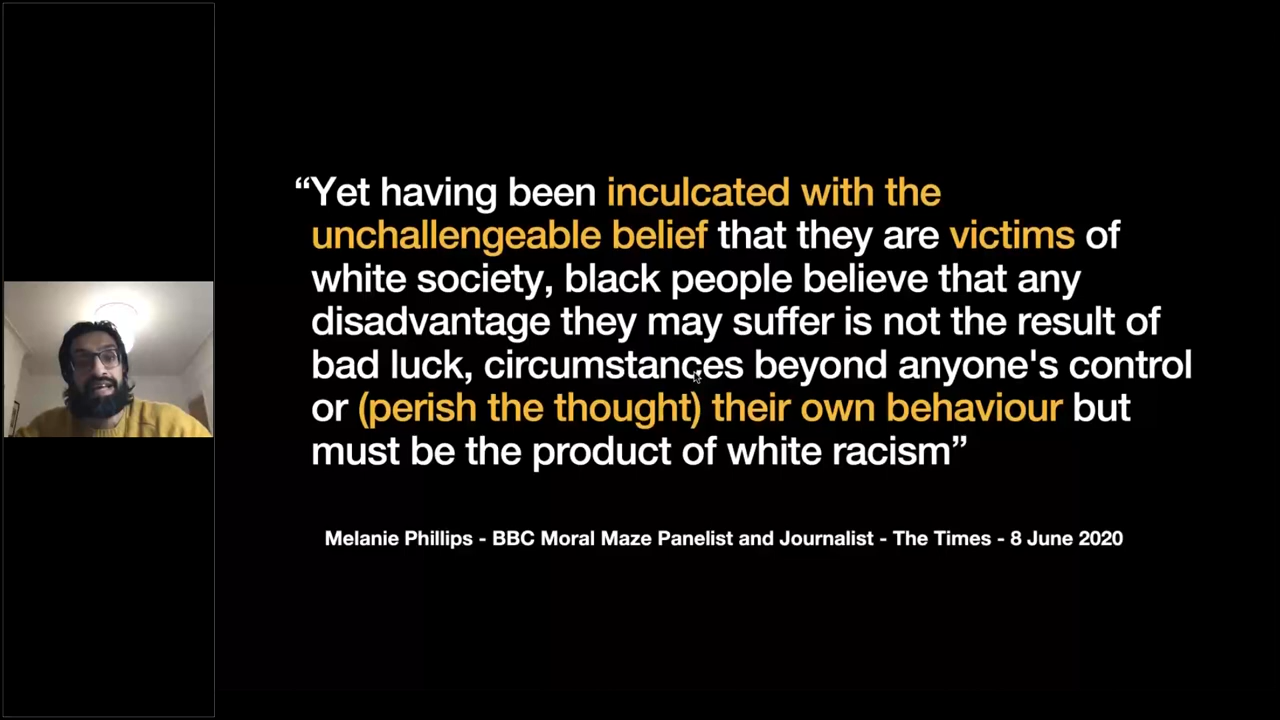 “Yet having been inculcated with the
unchallengeable belief that they are victims of
white society, black people believe that any
disadvantage they may suffer is not the result of
bad luck, circumstances beyond anyone's control
or (perish the thought) their own behaviour but
must be the product of white racism”
Melanie Phillips - BBC Moral Maze Panelist and Journalist - The Times - 8 June 2020